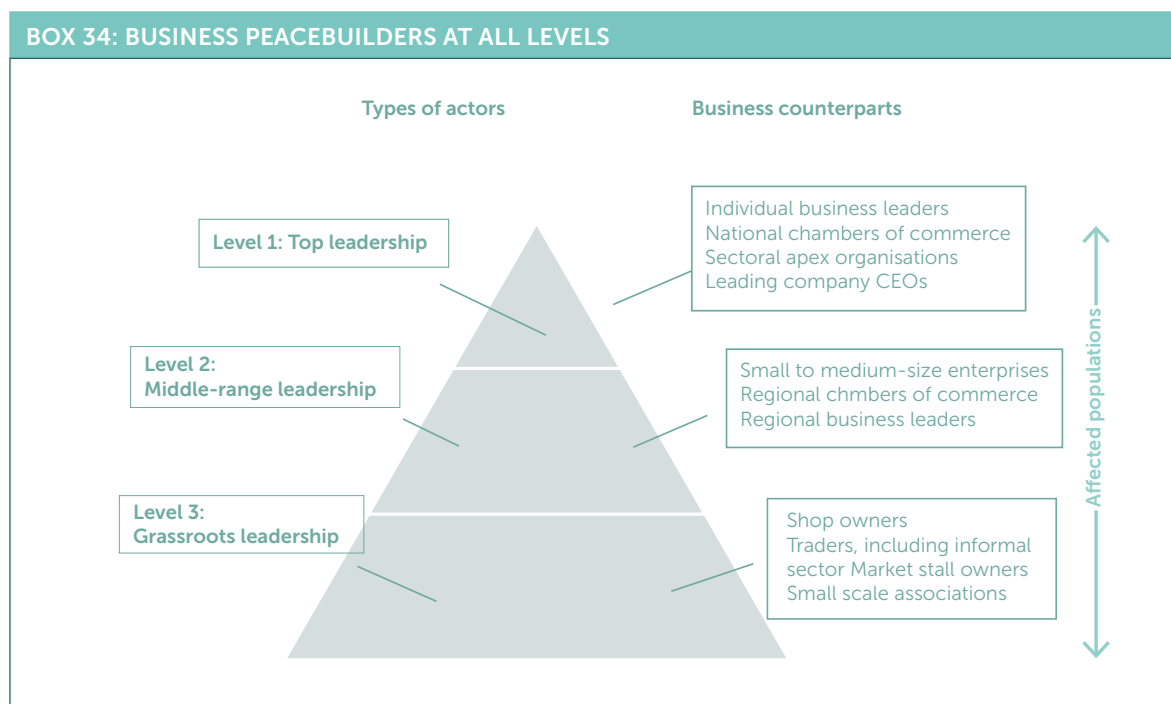 BOX 34: BUSINESS PEACEBUILDERS AT ALL LEVELS
Types of actors
Business counterparts
Level 1: Top leadership
Individual business leaders
National chambers of commerce
Sectoral apex organisations
Leading company CEOs
Level 2:
Middle-range leadership
Small to medium-size enterprises
Regional chmbers of commerce
Regional business leaders
Level 3:
Grassroots leadership
Shop owners
Traders, including informal
sector Market stall owners
Small scale associations
Affected populations